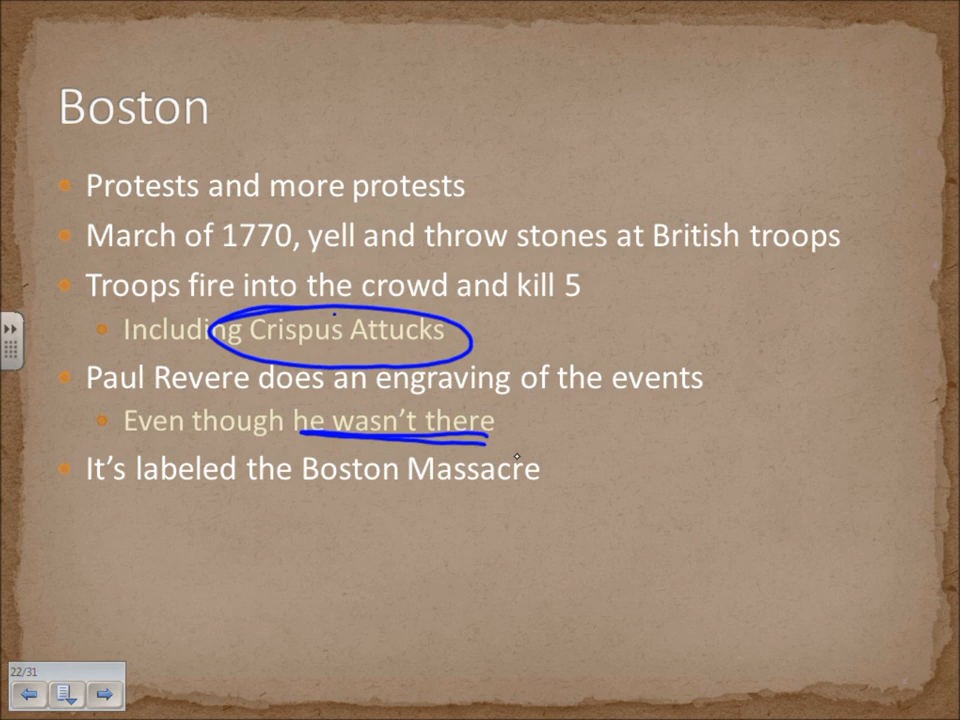 Boston
Protests and more protests
March of 1770, yell and throw stones at British troops
Troops fire into the crowd and kill 5
Including Crispus Attucks
Paul Revere does an engraving of the events
Even though he wasn't there
It's labeled the Boston Massacre
22/31